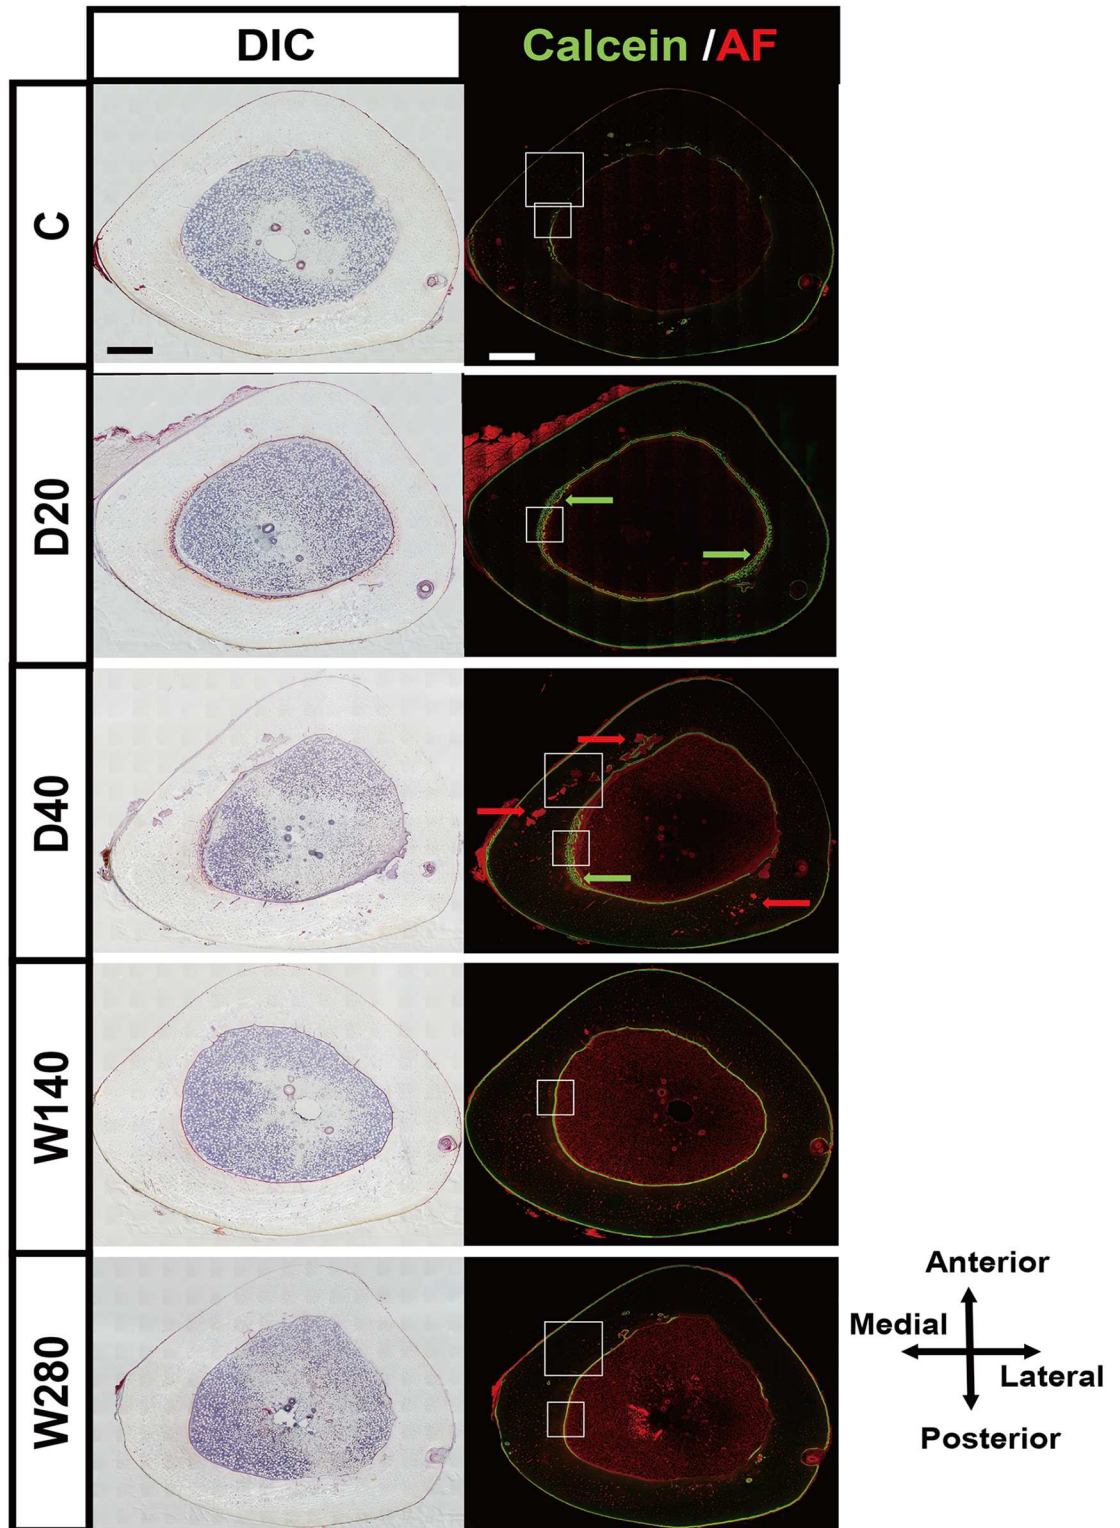 DIC
Calcein /AF
C
D20
D40
W140
W280
Anterior
Medial
Lateral
Posterior